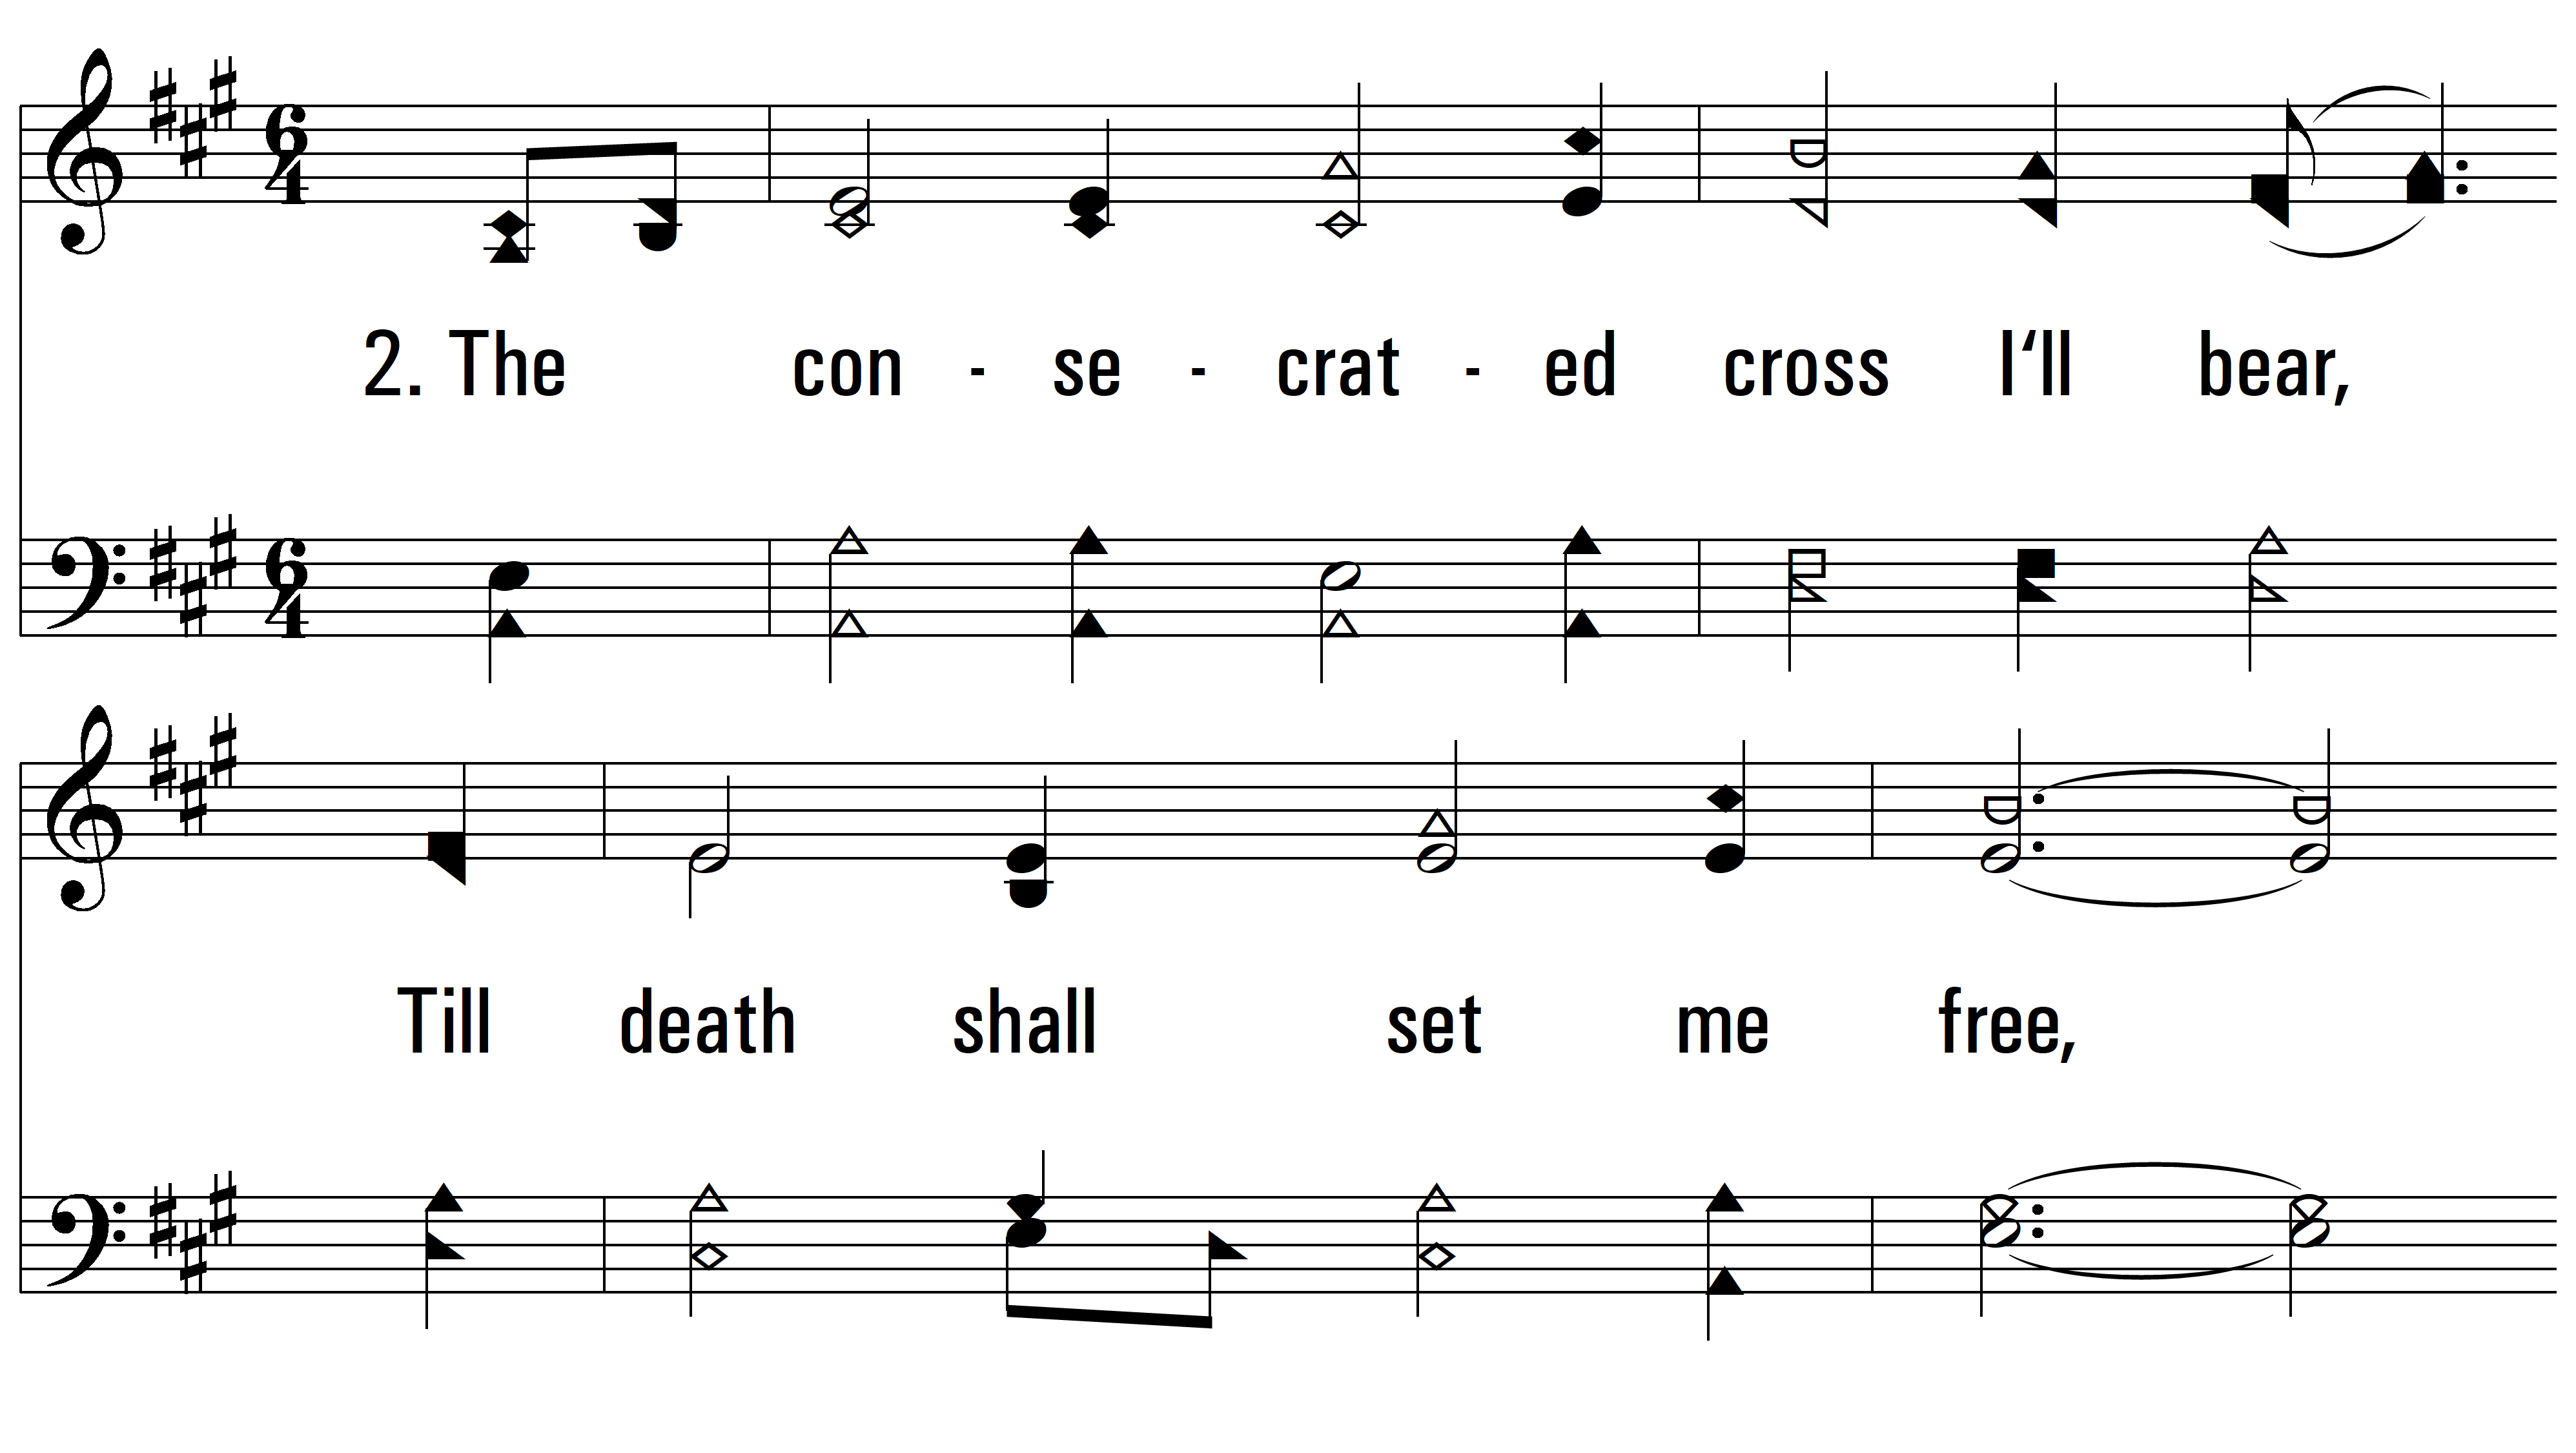 2. The con - se - crat - ed cross I‘ll bear,
Till death shall set me free,